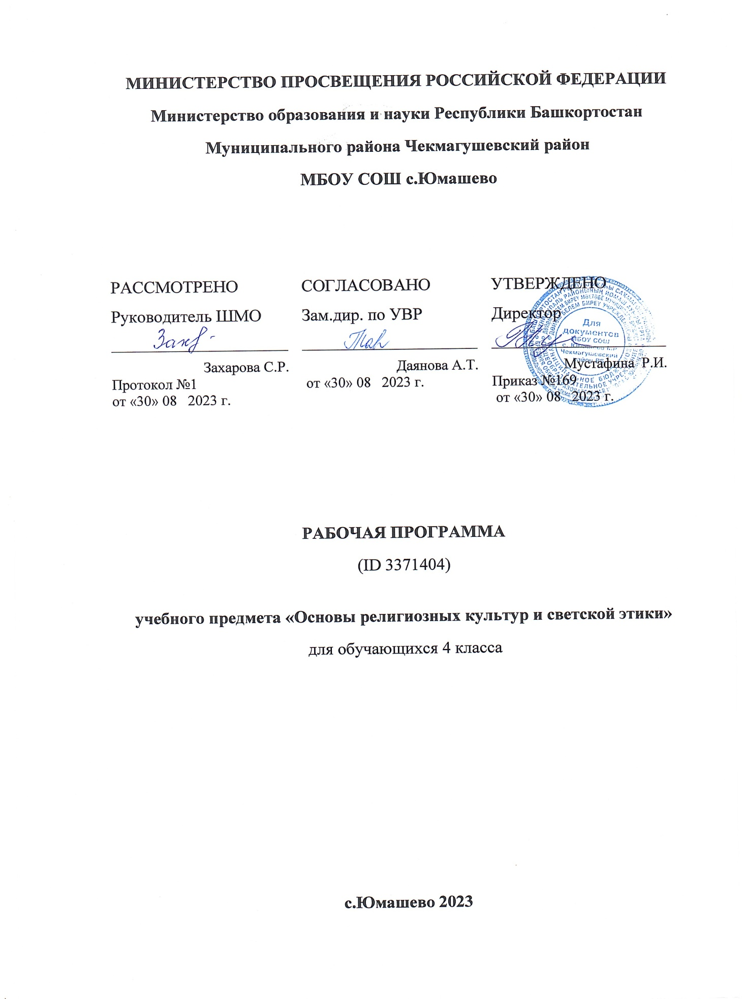 МИНИСТЕРСТВО ПРОСВЕЩЕНИЯ РОССИЙСКОЙ ФЕДЕРАЦИИ
Министерство образования и науки Республики Башкортостан
Муниципального района Чекмагушевский район
МБОУ СОШ с.Юмашево
РАССМОТРЕНО
Руководитель ШМО
Захарова С.Р.
Протокол №1
от «30» 08 2023 г.
СОГЛАСОВАНО
Зам.дир. по УВР
Даянова А.Т.
от «30» 08 2023 г.
УТВЕРЖДЕНО
Директор
Мустафина Р.И.
Приказ №169
от «30» 08 2023 г.
Для
документов
МБОУ СОШ
Чекмагушевский
РАБОЧАЯ ПРОГРАММА
(ID 3371404)
учебного предмета «Основы религиозных культур и светской этики»
для обучающихся 4 класса
с.Юмашево 2023